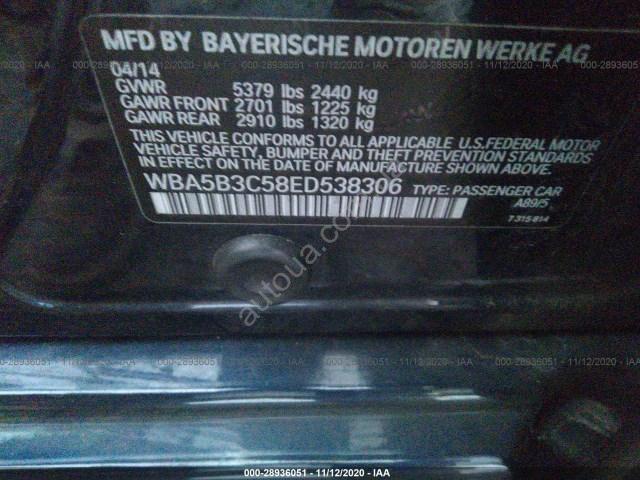 MFD BY BAYERISCHE MOTOREN WERKE AG
04/14
GVWR 5379 lbs 2440 kg
GAWR FRONT 2701 lbs 1225 kg
GAWR REAR 2910 lbs 1320 kg
THIS VEHICLE CONFORMS TO ALL APPLICABLE U.S. FEDERAL MOTOR
VEHICLE SAFETY, BUMPER AND THEFT PREVENTION STANDARDS
IN EFFECT ON THE DATE OF MANUFACTURE SHOWN ABOVE.
WBA5B3C58ED538306 TYPE: PASSENGER CAR
A89/5
7 315 814
autoua.com
000-28936051 - 11/12/2020 - IAA